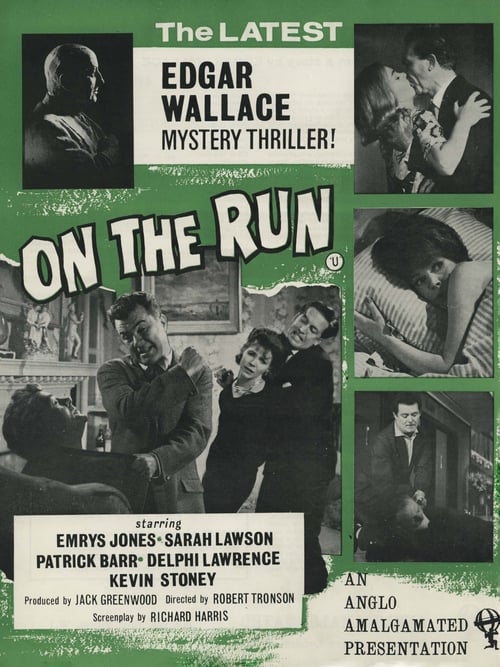 The LATEST
EDGAR
WALLACE
MYSTERY THRILLER!
ON THE RUN
U
starring
EMRYS JONES • SARAH LAWSON
PATRICK BARR • DELPHI LAWRENCE
KEVIN STONEY
Produced by JACK GREENWOOD Directed by ROBERT TRONSON
Screenplay by RICHARD HARRIS
AN
ANGLO
AMALGAMATED
PRESENTATION